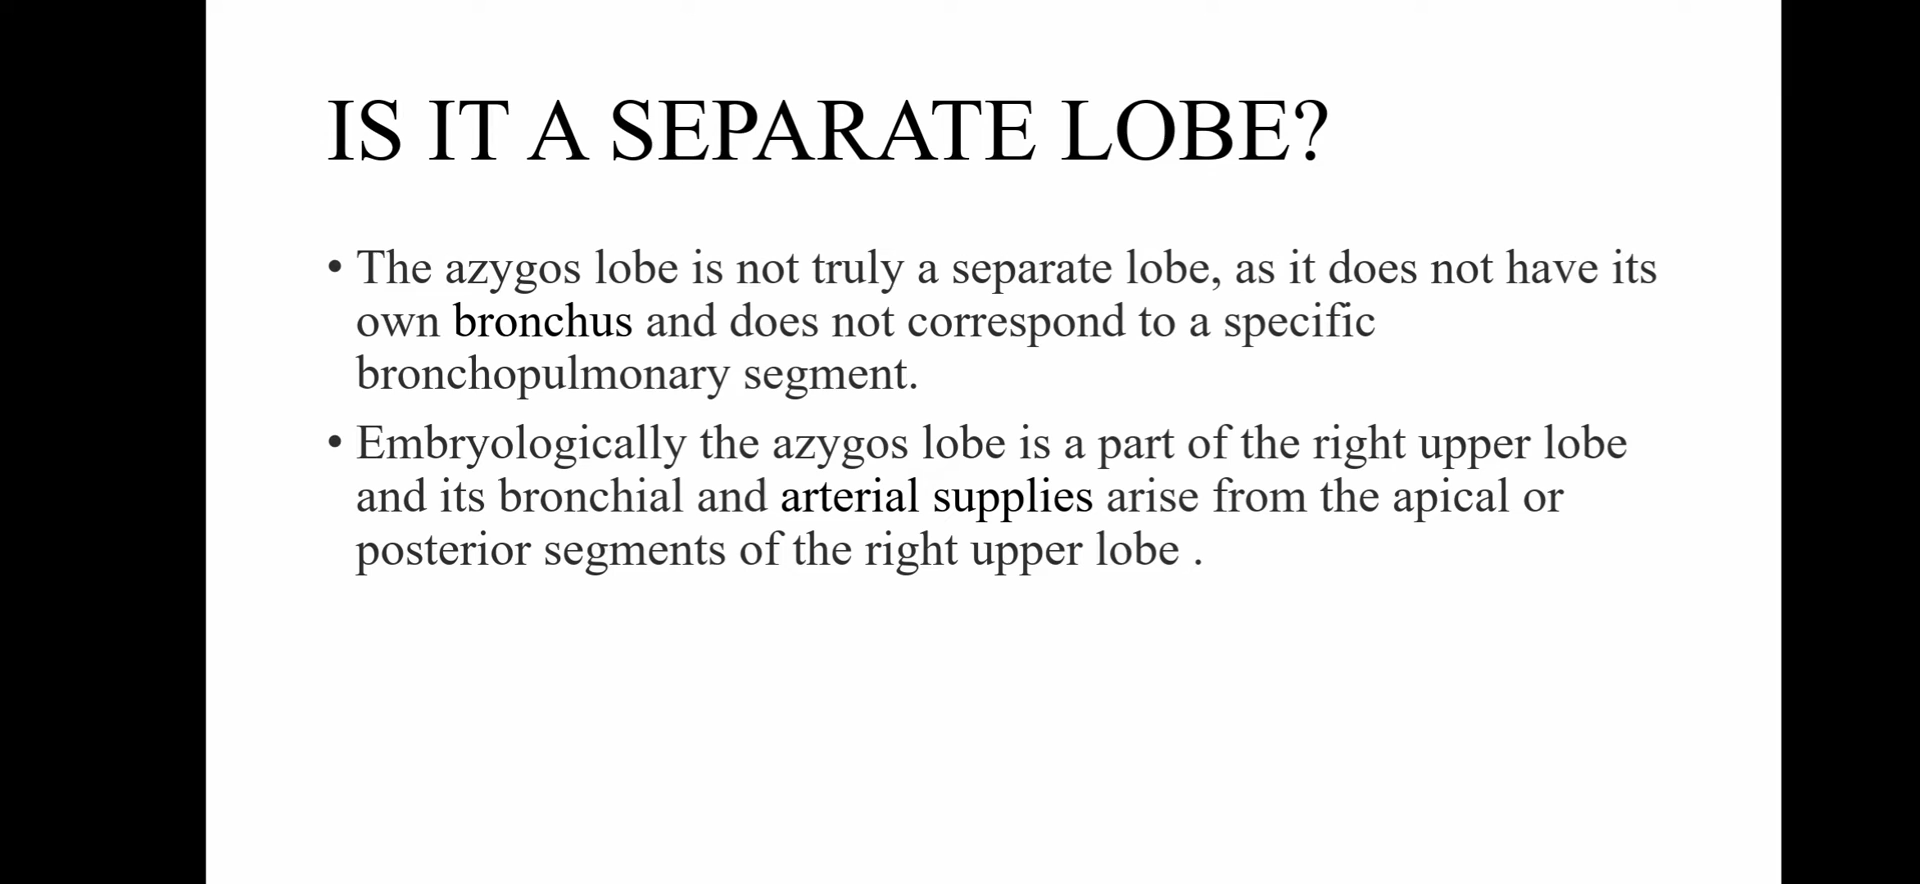 IS IT A SEPARATE LOBE?
• The azygos lobe is not truly a separate lobe, as it does not have its
own bronchus and does not correspond to a specific
bronchopulmonary segment.
• Embryologically the azygos lobe is a part of the right upper lobe
and its bronchial and arterial supplies arise from the apical or
posterior segments of the right upper lobe .